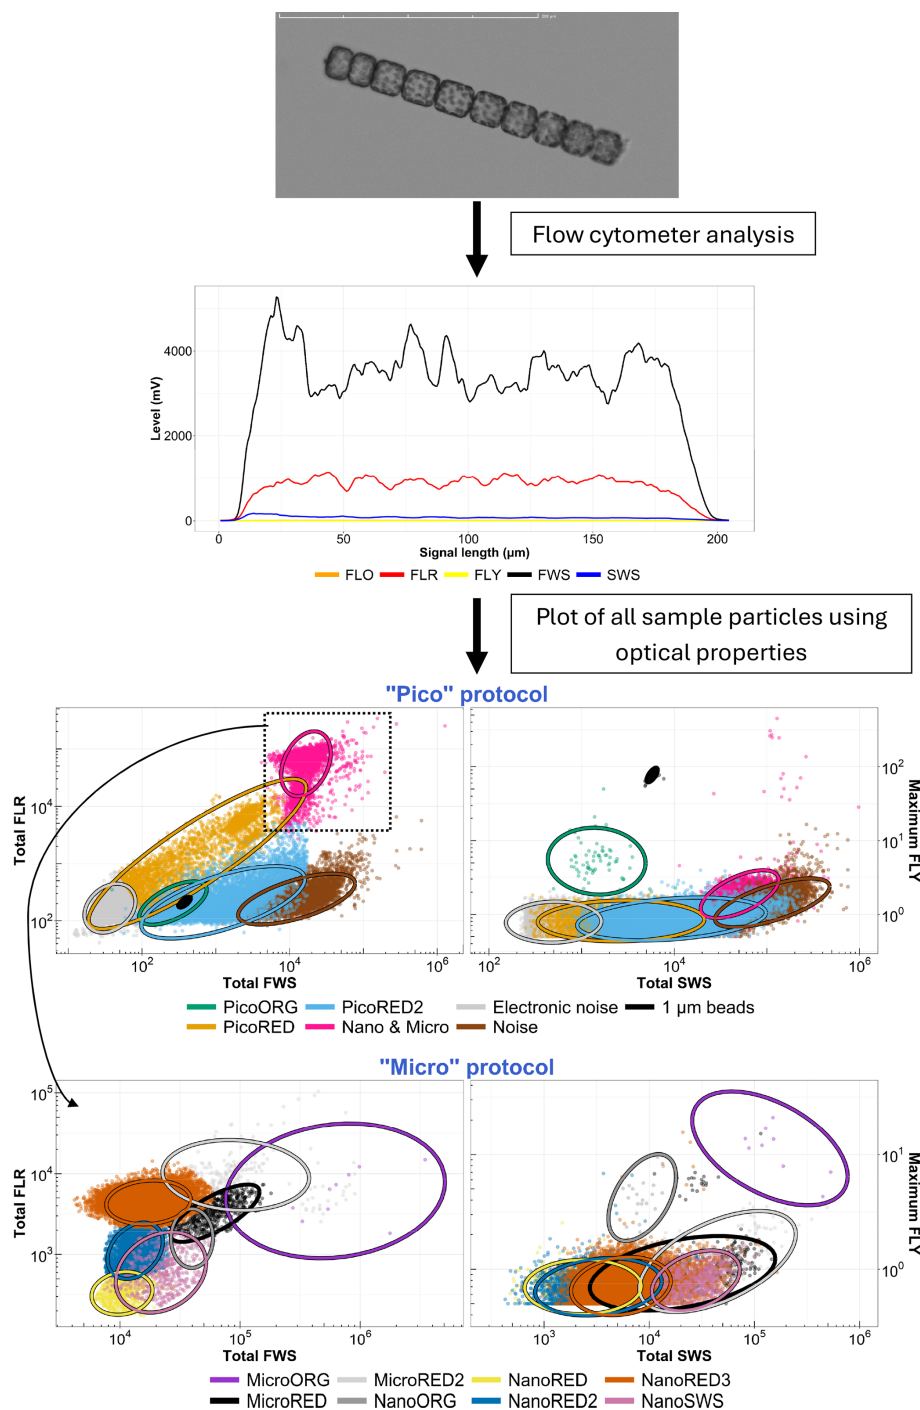 Flow cytometer analysis
4000
2000
0
Level (mV)
0 50 100 150 200
Signal length (µm)
FLO FLR FLY FWS SWS
Plot of all sample particles using
optical properties
"Pico" protocol
Total FLR
10⁴
10²
10² 10⁴ 10⁶
Total FWS
Maximum FLY
10²
10¹
10⁰
10² 10⁴ 10⁶
Total SWS
PicoORG PicoRED2 Electronic noise 1 µm beads
PicoRED Nano & Micro Noise
"Micro" protocol
Total FLR
10⁵
10⁴
10³
10⁴ 10⁵ 10⁶
Total FWS
Maximum FLY
10¹
10⁰
10³ 10⁴ 10⁵ 10⁶
Total SWS
MicroORG MicroRED2 NanoRED NanoRED3
MicroRED NanoORG NanoRED2 NanoSWS